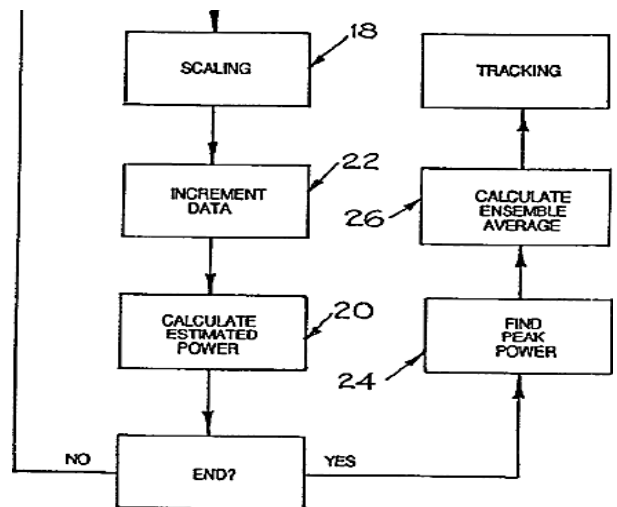 SCALING
18
INCREMENT
DATA
22
CALCULATE
ESTIMATED
POWER
20
END?
NO
YES
FIND
PEAK
POWER
24
CALCULATE
ENSEMBLE
AVERAGE
26
TRACKING